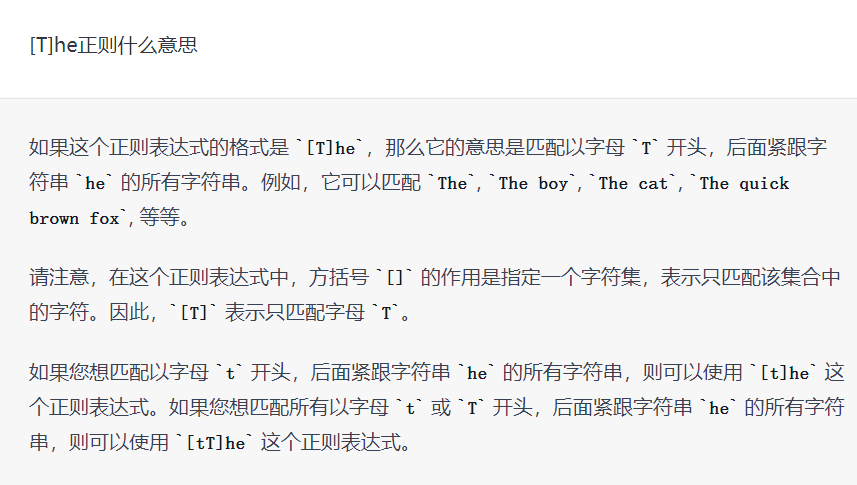 [T]he正则什么意思
如果这个正则表达式的格式是 `[T]he`，那么它的意思是匹配以字母 `T` 开头，后面紧跟字
符串 `he` 的所有字符串。例如，它可以匹配 `The`, `The boy`, `The cat`, `The quick
brown fox`, 等等。
请注意，在这个正则表达式中，方括号 `[]` 的作用是指定一个字符集，表示只匹配该集合中
的字符。因此，`[T]` 表示只匹配字母 `T`。
如果您想匹配以字母 `t` 开头，后面紧跟字符串 `he` 的所有字符串，则可以使用 `[t]he` 这
个正则表达式。如果您想匹配所有以字母 `t` 或 `T` 开头，后面紧跟字符串 `he` 的所有字符
串，则可以使用 `[tT]he` 这个正则表达式。